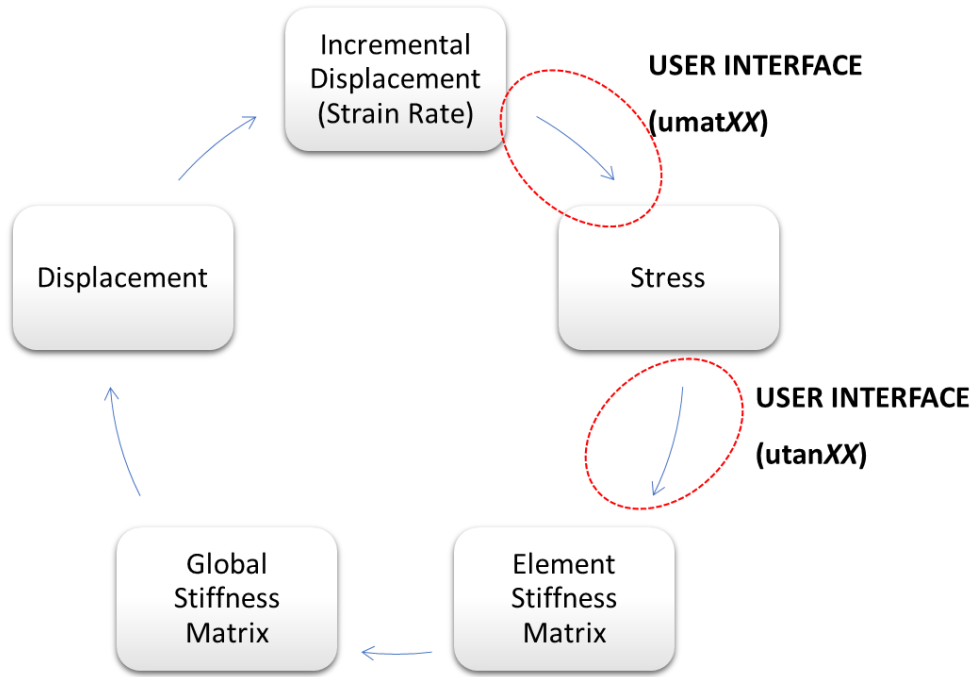 Incremental
Displacement
(Strain Rate)
USER INTERFACE
(umatXX)
Displacement
Stress
USER INTERFACE
(utanXX)
Global
Stiffness
Matrix
Element
Stiffness
Matrix